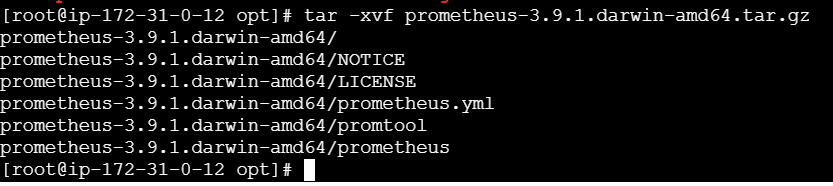 [root@ip-172-31-0-12 opt]# tar -xvf prometheus-3.9.1.darwin-amd64.tar.gz
prometheus-3.9.1.darwin-amd64/
prometheus-3.9.1.darwin-amd64/NOTICE
prometheus-3.9.1.darwin-amd64/LICENSE
prometheus-3.9.1.darwin-amd64/prometheus.yml
prometheus-3.9.1.darwin-amd64/promtool
prometheus-3.9.1.darwin-amd64/prometheus
[root@ip-172-31-0-12 opt]#